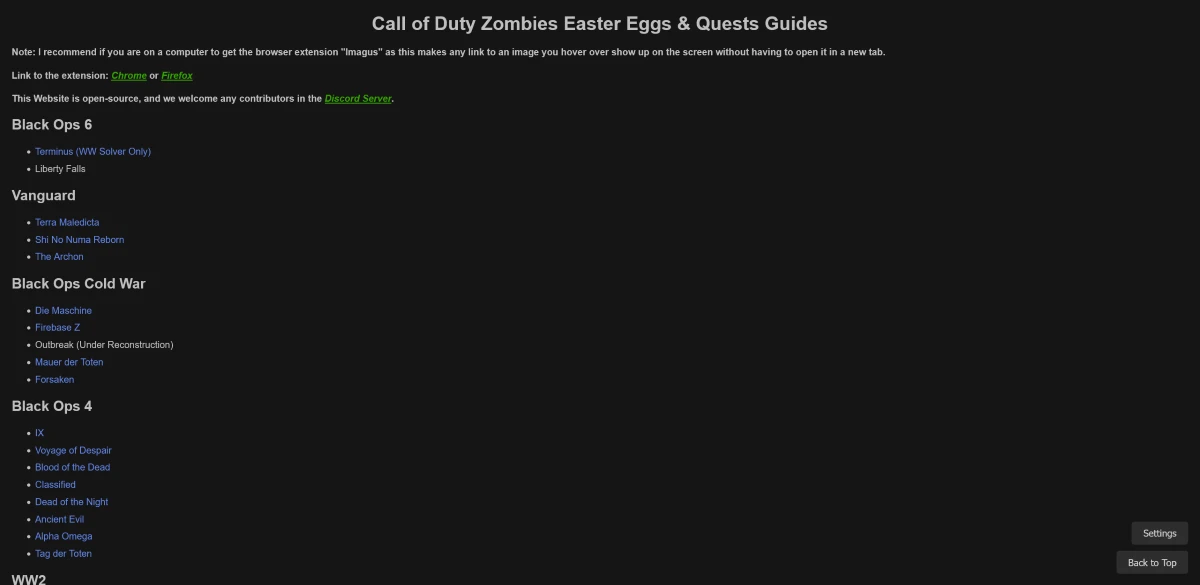 Call of Duty Zombies Easter Eggs & Quests Guides
Note: I recommend if you are on a computer to get the browser extension "Imagus" as this makes any link to an image you hover over show up on the screen without having to open it in a new tab.
Link to the extension: Chrome or Firefox
This Website is open-source, and we welcome any contributors in the Discord Server.
Black Ops 6
Terminus (WW Solver Only)
Liberty Falls
Vanguard
Terra Maledicta
Shi No Numa Reborn
The Archon
Black Ops Cold War
Die Maschine
Firebase Z
Outbreak (Under Reconstruction)
Mauer der Toten
Forsaken
Black Ops 4
IX
Voyage of Despair
Blood of the Dead
Classified
Dead of the Night
Ancient Evil
Alpha Omega
Tag der Toten
WW2
Settings
Back to Top